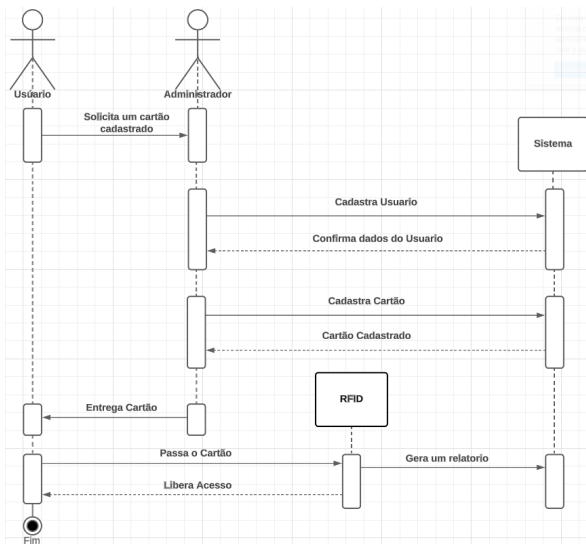 Usúario
Administrador
Solicita um cartão
cadastrado
Sistema
Cadastra Usuario
Confirma dados do Usuario
Cadastra Cartão
Cartão Cadastrado
RFID
Entrega Cartão
Passa o Cartão
Gera um relatorio
Libera Acesso
Fim